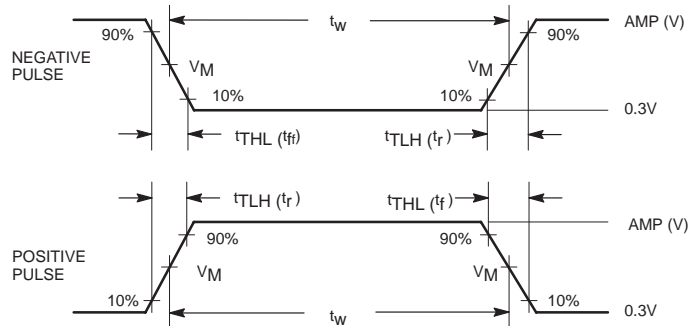 tw
AMP (V)
90%
90%
NEGATIVE
PULSE
VM
VM
10%
10%
0.3V
tTHL (tff)
tTLH (tr)
tTLH (tr)
tTHL (tf)
AMP (V)
90%
90%
POSITIVE
PULSE
VM
VM
10%
10%
tw
0.3V